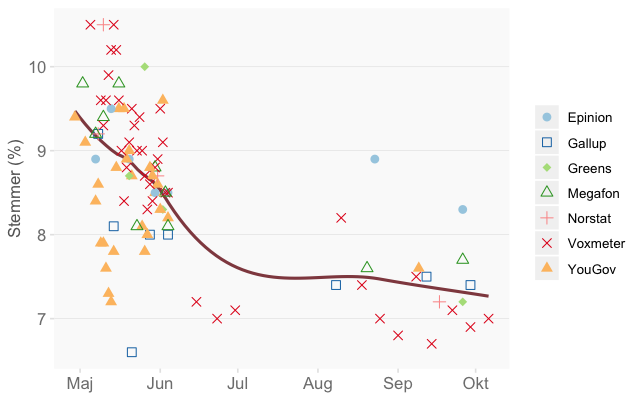 Stemmer (%)
10
9
8
7
Maj Jun Jul Aug Sep Okt
Epinion
Gallup
Greens
Megafon
Norstat
Voxmeter
YouGov